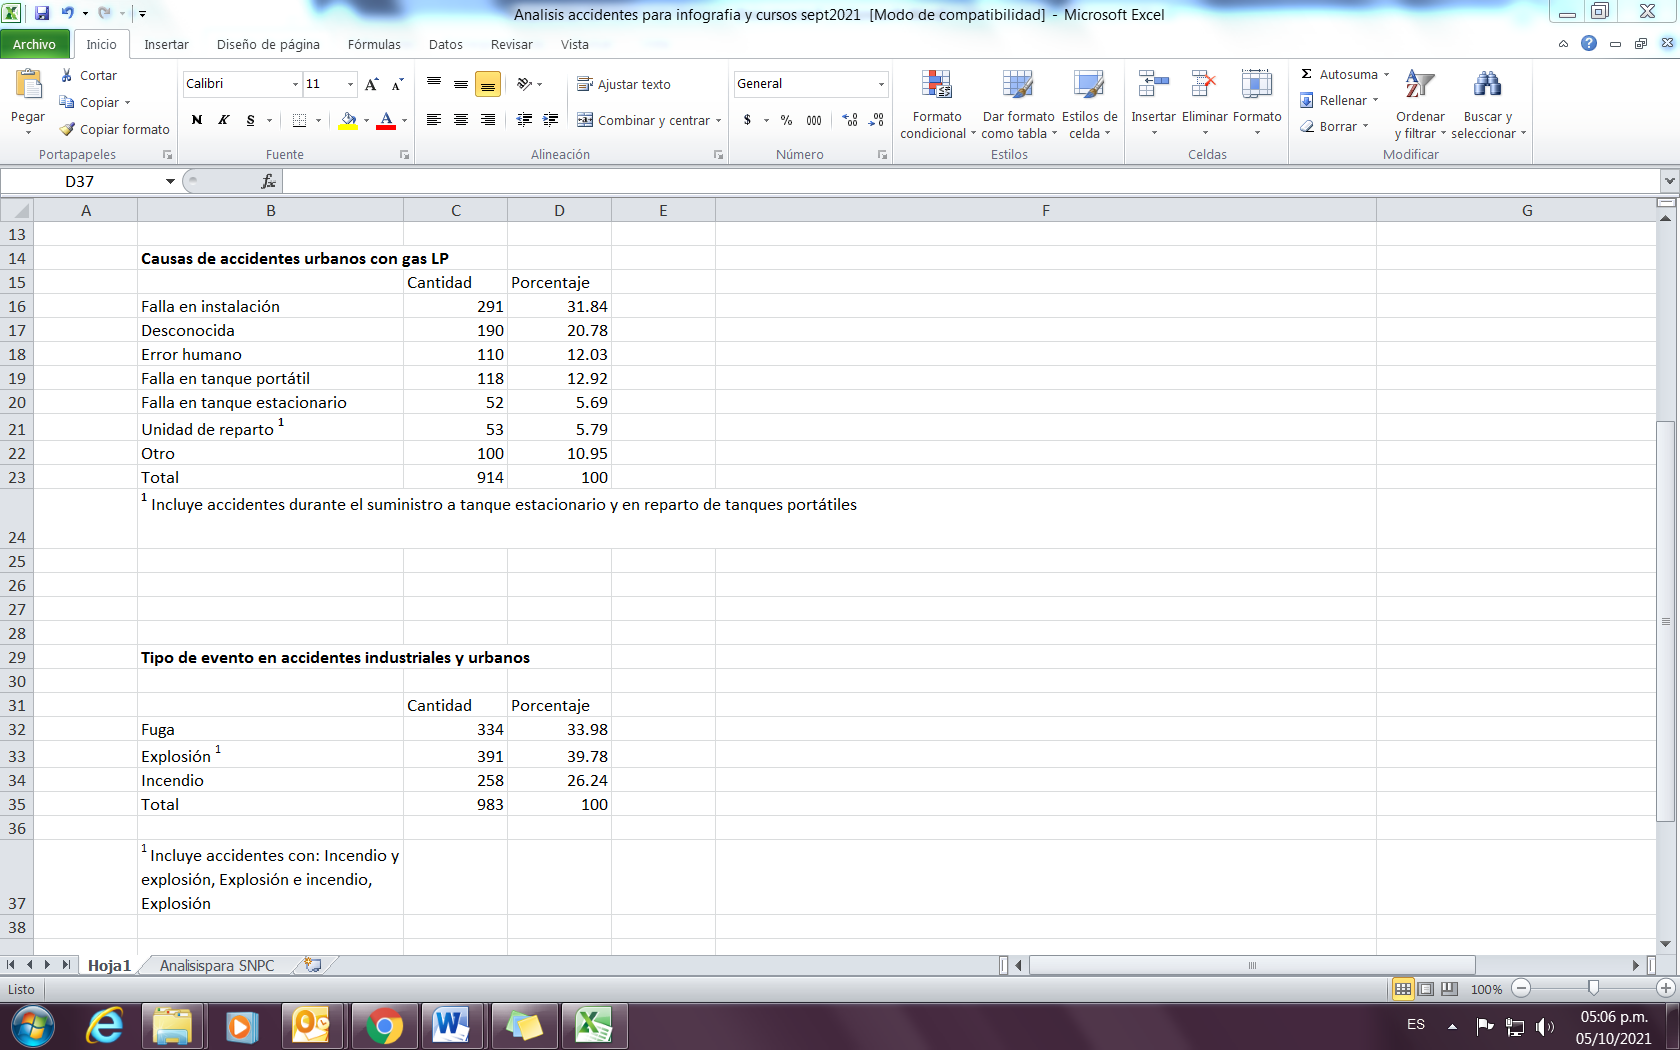 Analisis accidentes para infografia y cursos sept2021 [Modo de compatibilidad] - Microsoft Excel
Archivo Inicio Insertar Diseño de página Fórmulas Datos Revisar Vista
Pegar
Cortar
Copiar
Copiar formato
Portapapeles
Calibri 11
N K S
Fuente
Ajustar texto
Combinar y centrar
Alineación
General
$ % 000
Número
Formato condicional
Dar formato como tabla
Estilos de celda
Estilos
Insertar Eliminar Formato
Celdas
Σ Autosuma
Rellenar
Borrar
Ordenar y filtrar
Buscar y seleccionar
Modificar
D37 fx
A B C D E F G
13
14 Causas de accidentes urbanos con gas LP
15 Cantidad Porcentaje
16 Falla en instalación 291 31.84
17 Desconocida 190 20.78
18 Error humano 110 12.03
19 Falla en tanque portátil 118 12.92
20 Falla en tanque estacionario 52 5.69
21 Unidad de reparto 1 53 5.79
22 Otro 100 10.95
23 Total 914 100
24 1 Incluye accidentes durante el suministro a tanque estacionario y en reparto de tanques portátiles
25
26
27
28
29 Tipo de evento en accidentes industriales y urbanos
30
31 Cantidad Porcentaje
32 Fuga 334 33.98
33 Explosión 1 391 39.78
34 Incendio 258 26.24
35 Total 983 100
36
1 Incluye accidentes con: Incendio y
explosión, Explosión e incendio,
37 Explosión
38
Hoja1 Analisispara SNPC
Listo 100%
ES 05:06 p.m.
05/10/2021